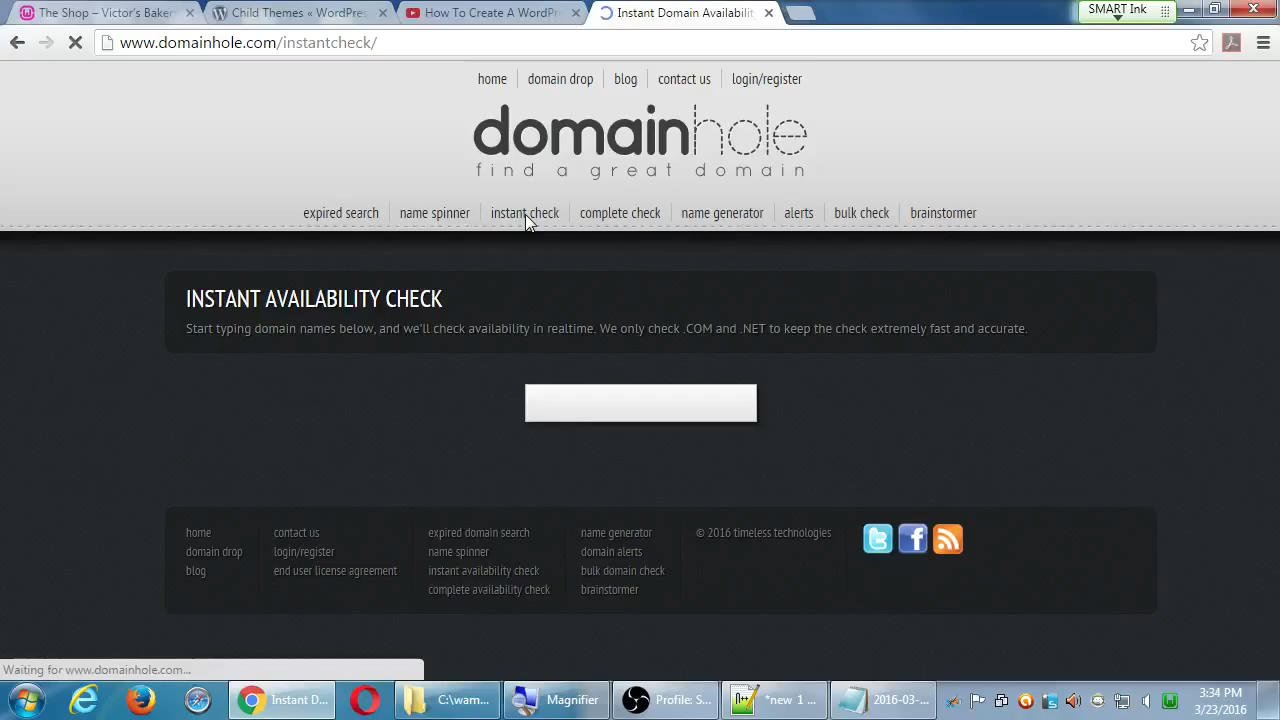 The Shop – Victor's Baker
Child Themes « WordPres
How To Create A WordPr
Instant Domain Availabilit
SMART Ink
www.domainhole.com/instantcheck/
home
domain drop
blog
contact us
login/register
domainhole
find a great domain
expired search
name spinner
instant check
complete check
name generator
alerts
bulk check
brainstormer
INSTANT AVAILABILITY CHECK
Start typing domain names below, and we'll check availability in realtime. We only check .COM and .NET to keep the check extremely fast and accurate.
home
domain drop
blog
contact us
login/register
end user license agreement
expired domain search
name spinner
instant availability check
complete availability check
name generator
domain alerts
bulk domain check
brainstormer
© 2016 timeless technologies
Waiting for www.domainhole.com...
Instant D...
C:\wam...
Magnifier
Profile: S...
*new 1 ...
2016-03-...
3:34 PM
3/23/2016